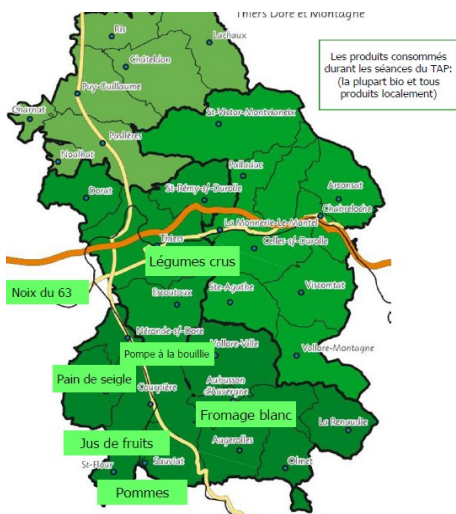 Thiers Dore et Montagne
Ris
Lachaux
Châteldon
Les produits consommés
durant les séances du TAP:
(la plupart bio et tous
produits localement)
Puy-Guillaume
Charnat
St-Victor-Montvianeix
Paslières
Noalhat
Palladuc
Dorat
St-Rémy-s/-Durolle
Arconsat
Chabreloche
La Monnerie-Le-Montel
Thiers
Celles-s/-Durolle
Légumes crus
Noix du 63
Ste-Agathe
Viscomtat
Escoutoux
Néronde-s/-Dore
Pompe à la bouillie
Vollore-Ville
Vollore-Montagne
Pain de seigle
Aubusson
d'Auvergne
Courpière
Fromage blanc
La Renaudie
Jus de fruits
Augerolles
St-Flour
Sauviat
Olmet
Pommes